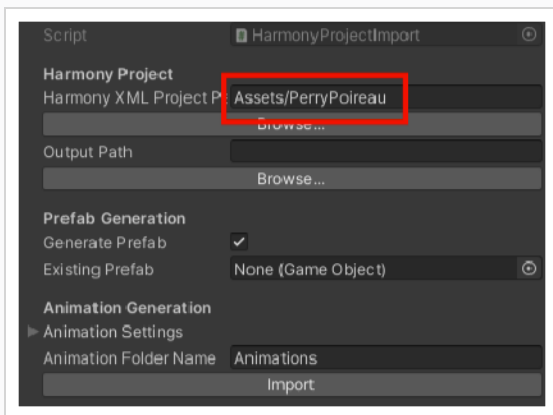 Script HarmonyProjectImport
Harmony Project
Harmony XML Project P Assets/PerryPoireau
Browse...
Output Path
Browse...
Prefab Generation
Generate Prefab
Existing Prefab None (Game Object)
Animation Generation
Animation Settings
Animation Folder Name Animations
Import